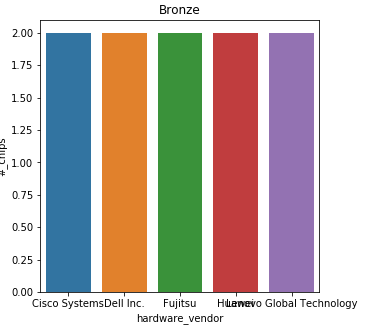 Bronze
2.00
1.75
1.50
1.25
1.00
0.75
0.50
0.25
0.00
#_chips
Cisco Systems Dell Inc. Fujitsu Huawei Lenovo Global Technology
hardware_vendor